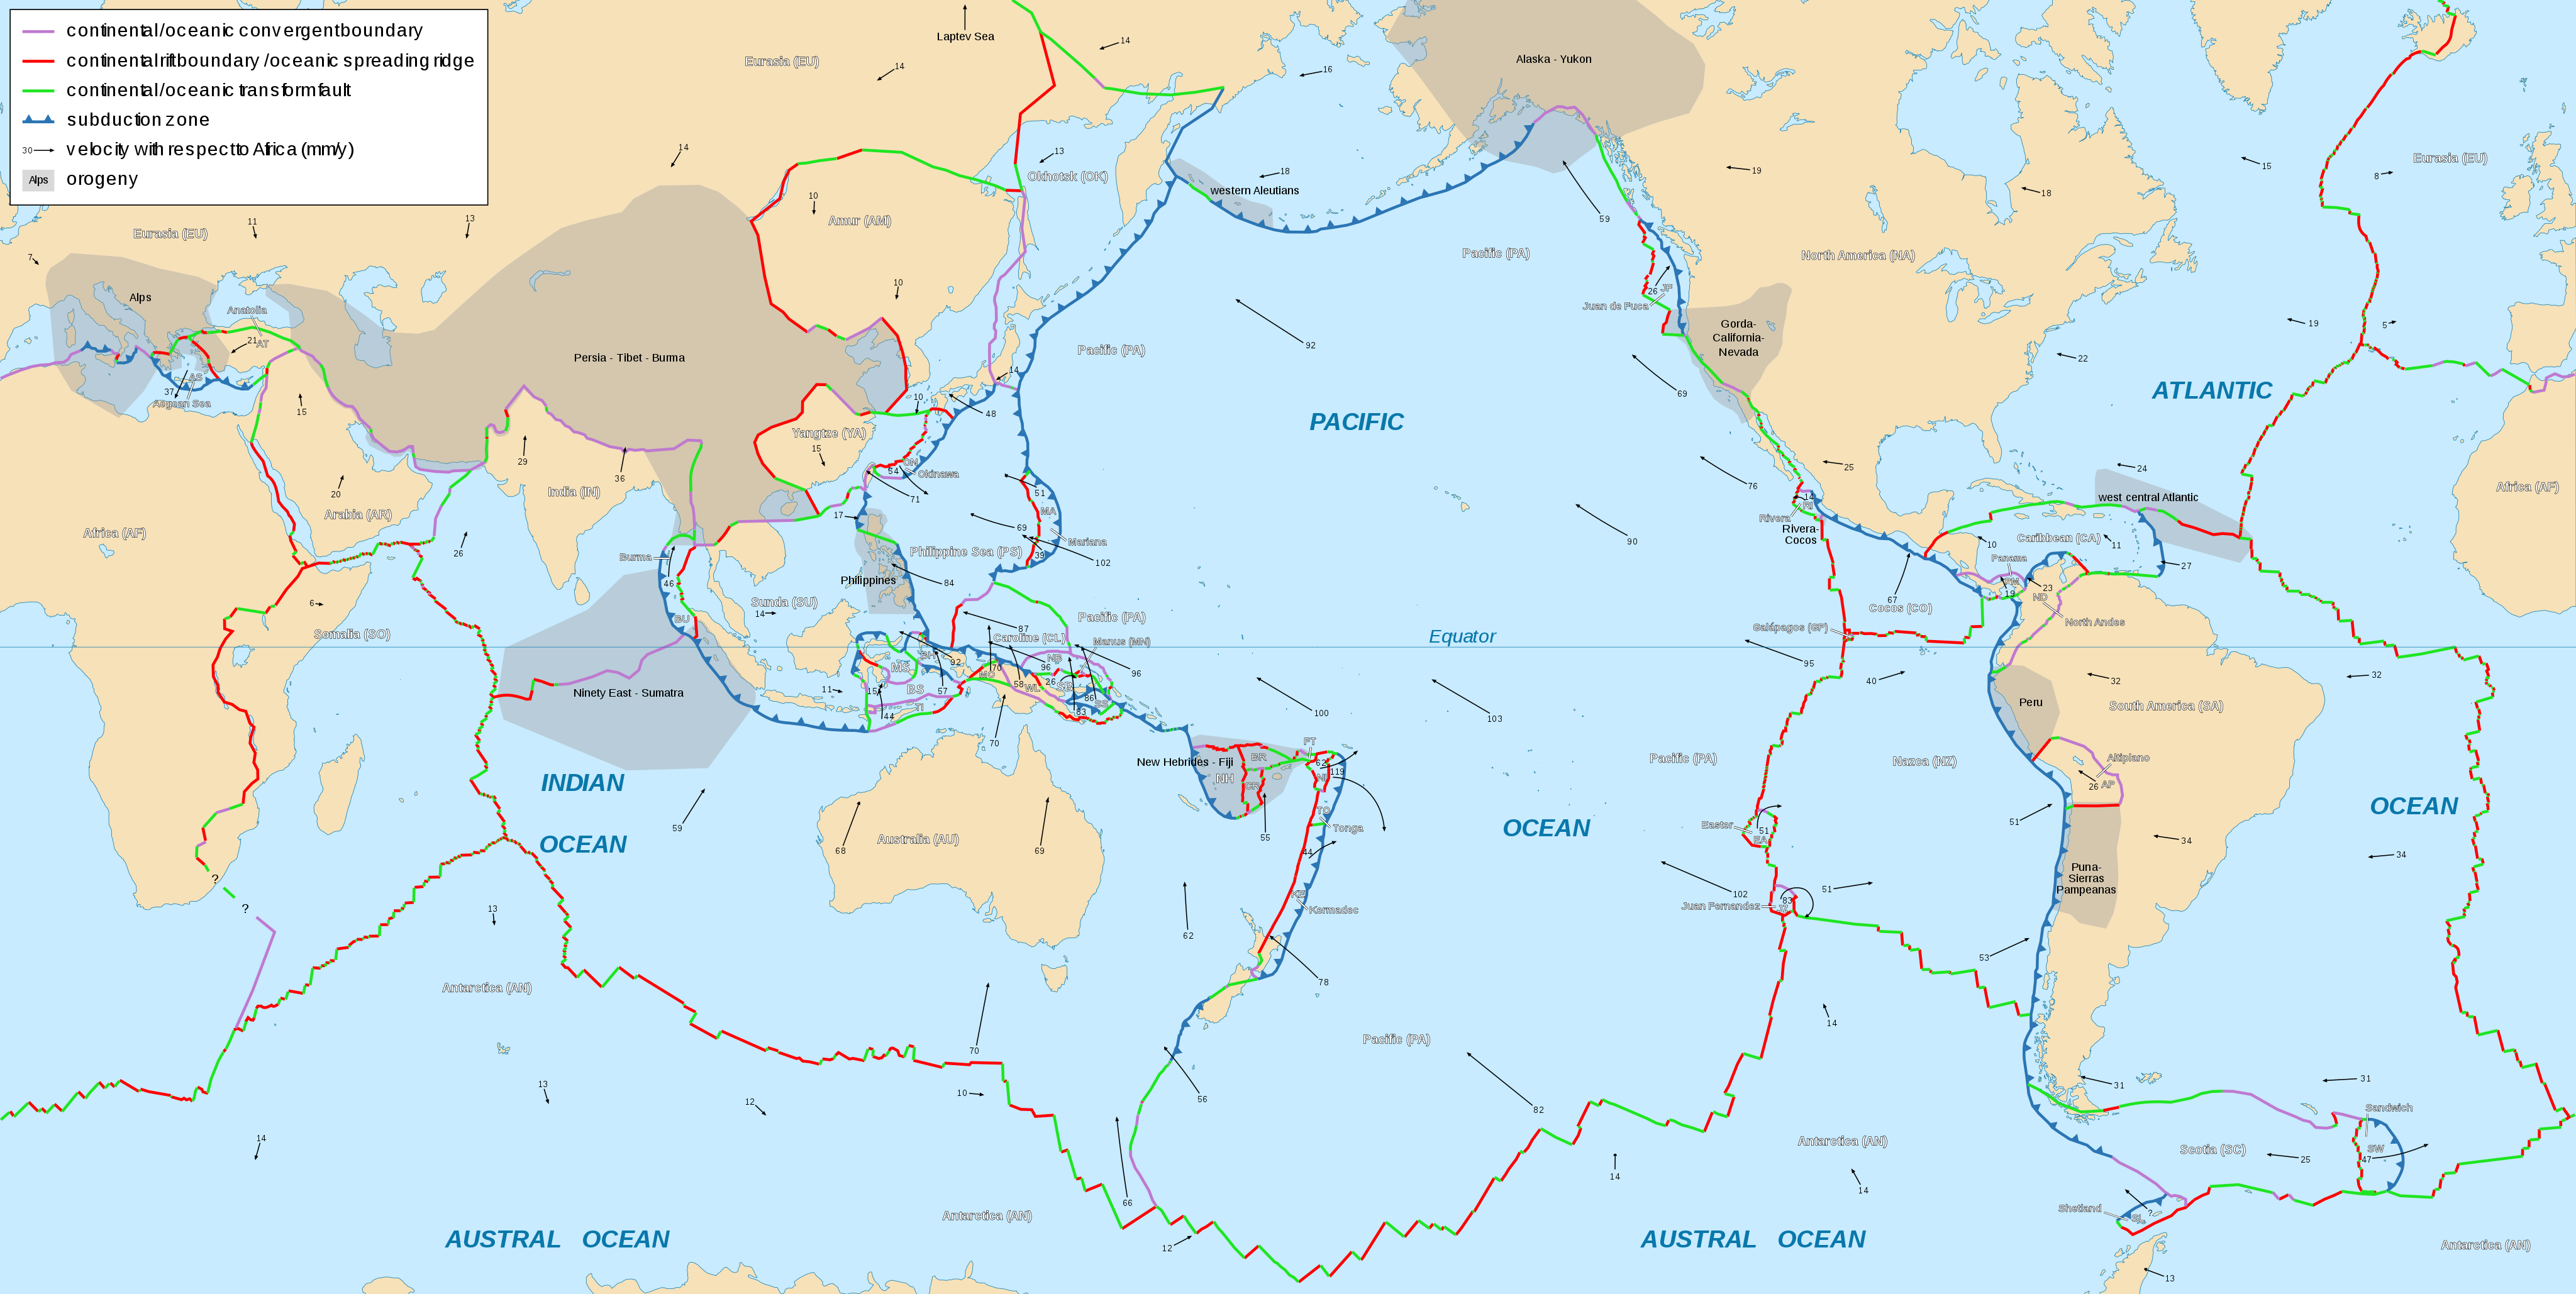 continental/oceanic convergent boundary
continental rift boundary / oceanic spreading ridge
continental/oceanic transform fault
subduction zone
30 velocity with respect to Africa (mm/y)
Alps orogeny
Laptev Sea
14
Eurasia (EU)
14
16
Alaska - Yukon
14
13
Okhotsk (OK)
18
western Aleutians
19
18
15
8
Eurasia (EU)
11
13
Eurasia (EU)
7
10
Amur (AM)
10
59
Pacific (PA)
North America (NA)
Alps
Anatolia
21
AT
AS
37
Aegean Sea
15
Persia - Tibet - Burma
14
10
48
92
Pacific (PA)
26
JF
Juan de Fuca
Gorda-
California-
Nevada
69
22
19
5
PACIFIC
ATLANTIC
Yangtze (YA)
15
29
36
India (IN)
20
Arabia (AR)
Africa (AF)
26
ON
54
Okinawa
71
17
51
MA
Mariana
69
39
102
Philippine Sea (PS)
84
Philippines
Burma
46
76
90
25
14
RI
Rivera
Rivera-
Cocos
24
west central Atlantic
Africa (AF)
10
Caribbean (CA)
11
Panama
PM
19
23
27
ND
North Andes
67
Cocos (CO)
Galápagos (GP)
95
6
Somalia (SO)
Sunda (SU)
14
BU
Pacific (PA)
87
Caroline (CL)
Manus (MN)
Equator
BH
92
MS
NB
96
96
70
MO
58
WL
26
SB
86
SS
83
57
11
15
BS
44
TI
70
Ninety East - Sumatra
100
103
40
32
South America (SA)
32
Peru
Altiplano
AP
26
New Hebrides - Fiji
NH
BR
CR
FT
62
NI
119
TO
Tonga
55
44
KE
Kermadec
78
Pacific (PA)
Nazca (NZ)
51
INDIAN
OCEAN
OCEAN
OCEAN
59
68
69
Australia (AU)
Easter
51
EA
102
51
Juan Fernandez
83
JZ
34
34
Puna-
Sierras
Pampeanas
53
?
?
13
Antarctica (AN)
62
70
14
Pacific (PA)
13
12
10
56
82
31
31
14
66
Antarctica (AN)
14
14
Antarctica (AN)
12
Sandwich
Scotia (SC)
25
SW
47
Shetland
SL
?
AUSTRAL OCEAN
AUSTRAL OCEAN
Antarctica (AN)
13